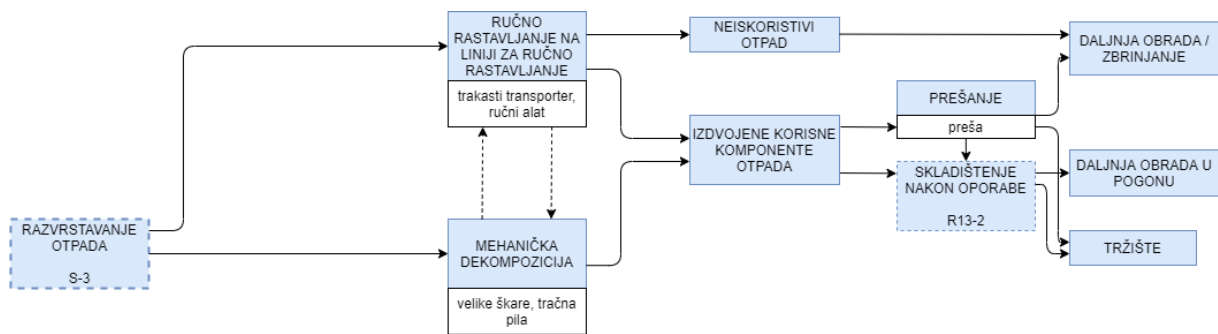 RUČNO
RASTAVLJANJE NA
LINIJI ZA RUČNO
RASTAVLJANJE
trakasti transporter,
ručni alat
NEISKORISTIVI
OTPAD
DALJNJA OBRADA /
ZBRINJANJE
PREŠANJE
preša
IZDVOJENE KORISNE
KOMPONENTE
OTPADA
SKLADIŠTENJE
NAKON OPORABE
R13-2
DALJNJA OBRADA U
POGONU
RAZVRSTAVANJE
OTPADA
S-3
MEHANIČKA
DEKOMPOZICIJA
velike škare, tračna
pila
TRŽIŠTE